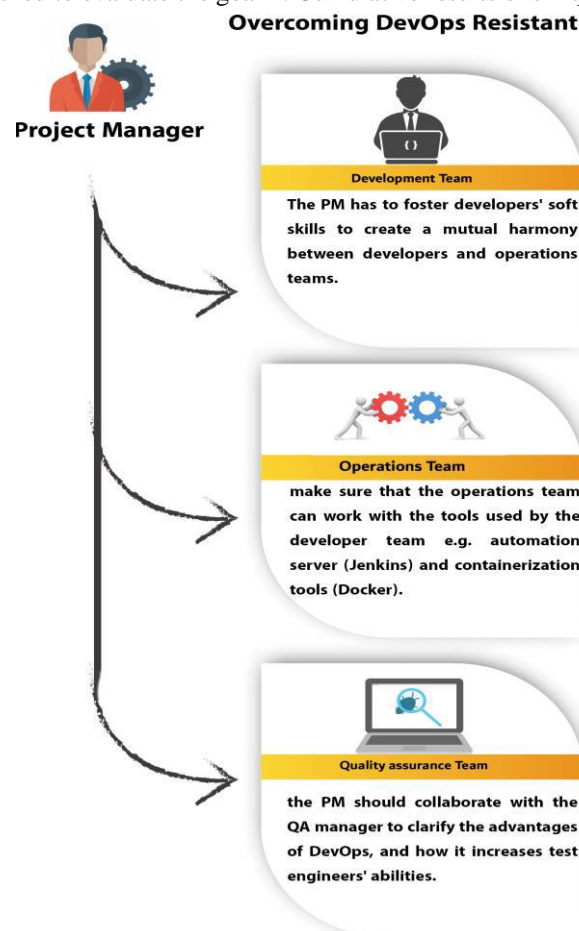 Overcoming DevOps Resistant
Project Manager
Development Team
The PM has to foster developers' soft
skills to create a mutual harmony
between developers and operations
teams.
Operations Team
make sure that the operations team
can work with the tools used by the
developer team e.g. automation
server (Jenkins) and containerization
tools (Docker).
Quality assurance Team
the PM should collaborate with the
QA manager to clarify the advantages
of DevOps, and how it increases test
engineers' abilities.